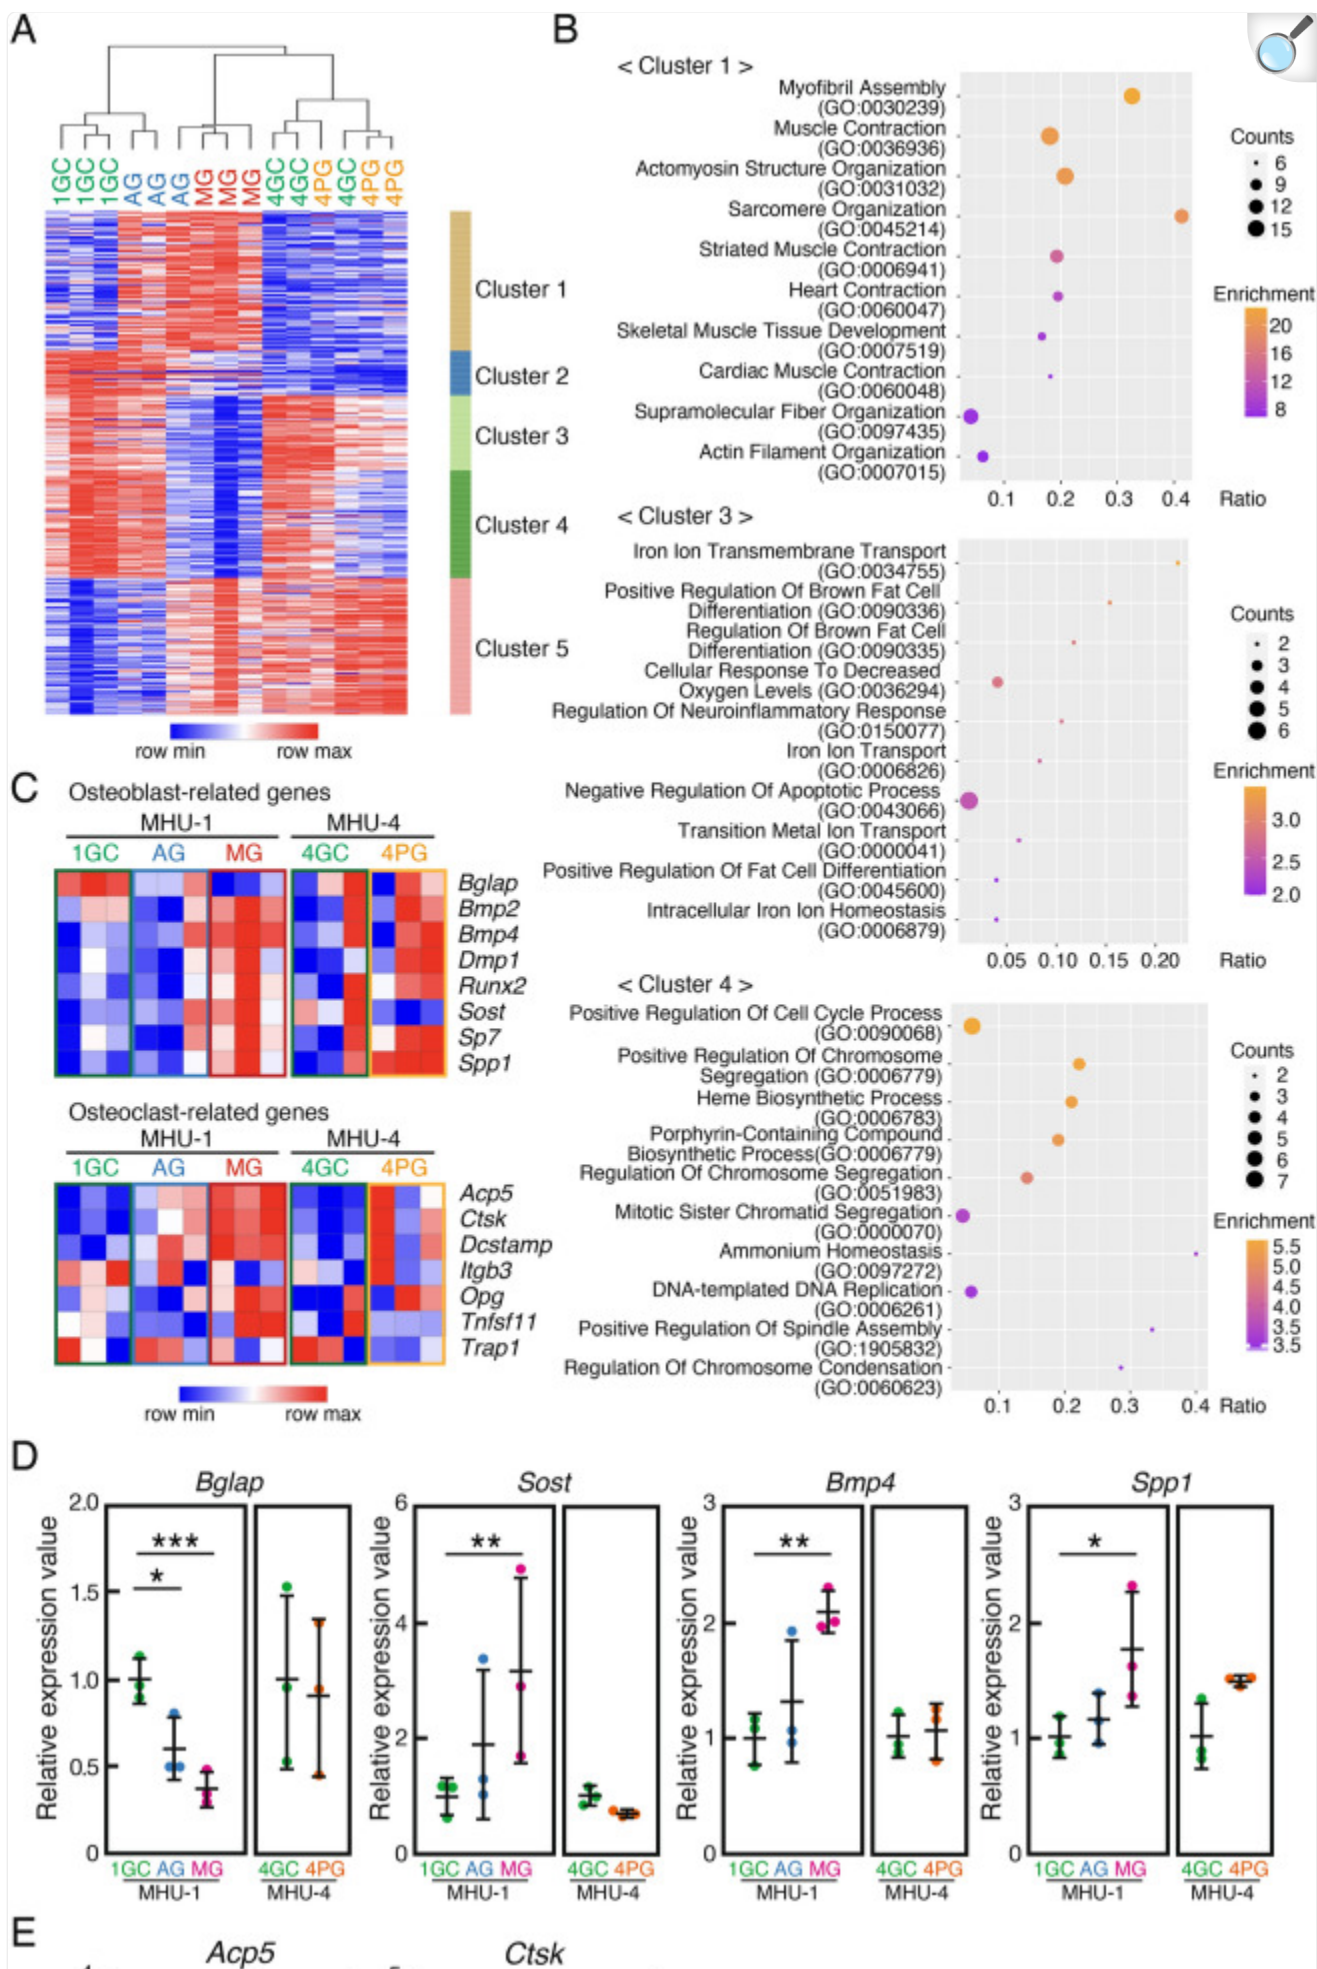 A
1GC 1GC 1GC AG AG AG MG MG MG 4GC 4GC 4PG 4GC 4PG 4PG
Cluster 1
Cluster 2
Cluster 3
Cluster 4
Cluster 5
row min row max
B
< Cluster 1 >
Myofibril Assembly
(GO:0030239)
Muscle Contraction
(GO:0036936)
Actomyosin Structure Organization
(GO:0031032)
Sarcomere Organization
(GO:0045214)
Striated Muscle Contraction
(GO:0006941)
Heart Contraction
(GO:0060047)
Skeletal Muscle Tissue Development
(GO:0007519)
Cardiac Muscle Contraction
(GO:0060048)
Supramolecular Fiber Organization
(GO:0097435)
Actin Filament Organization
(GO:0007015)
0.1 0.2 0.3 0.4 Ratio
Counts
6
9
12
15
Enrichment
20
16
12
8
< Cluster 3 >
Iron Ion Transmembrane Transport
(GO:0034755)
Positive Regulation Of Brown Fat Cell
Differentiation (GO:0090336)
Regulation Of Brown Fat Cell
Differentiation (GO:0090335)
Cellular Response To Decreased
Oxygen Levels (GO:0036294)
Regulation Of Neuroinflammatory Response
(GO:0150077)
Iron Ion Transport
(GO:0006826)
Negative Regulation Of Apoptotic Process
(GO:0043066)
Transition Metal Ion Transport
(GO:0000041)
Positive Regulation Of Fat Cell Differentiation
(GO:0045600)
Intracellular Iron Ion Homeostasis
(GO:0006879)
0.05 0.10 0.15 0.20 Ratio
Counts
2
3
4
5
6
Enrichment
3.0
2.5
2.0
< Cluster 4 >
Positive Regulation Of Cell Cycle Process
(GO:0090068)
Positive Regulation Of Chromosome
Segregation (GO:0006779)
Heme Biosynthetic Process
(GO:0006783)
Porphyrin-Containing Compound
Biosynthetic Process(GO:0006779)
Regulation Of Chromosome Segregation
(GO:0051983)
Mitotic Sister Chromatid Segregation
(GO:0000070)
Ammonium Homeostasis
(GO:0097272)
DNA-templated DNA Replication
(GO:0006261)
Positive Regulation Of Spindle Assembly
(GO:1905832)
Regulation Of Chromosome Condensation
(GO:0060623)
0.1 0.2 0.3 0.4 Ratio
Counts
2
3
4
5
6
7
Enrichment
5.5
5.0
4.5
4.0
3.5
3.5
C
Osteoblast-related genes
MHU-1 MHU-4
1GC AG MG 4GC 4PG
Bglap
Bmp2
Bmp4
Dmp1
Runx2
Sost
Sp7
Spp1
Osteoclast-related genes
MHU-1 MHU-4
1GC AG MG 4GC 4PG
Acp5
Ctsk
Dcstamp
Itgb3
Opg
Tnfsf11
Trap1
row min row max
D
Bglap
Relative expression value
2.0
1.5
1.0
0.5
0
***
*
1GC AG MG 4GC 4PG
MHU-1 MHU-4
Sost
Relative expression value
6
4
2
0
**
1GC AG MG 4GC 4PG
MHU-1 MHU-4
Bmp4
Relative expression value
3
2
1
0
**
1GC AG MG 4GC 4PG
MHU-1 MHU-4
Spp1
Relative expression value
3
2
1
0
*
1GC AG MG 4GC 4PG
MHU-1 MHU-4
E
Acp5 Ctsk